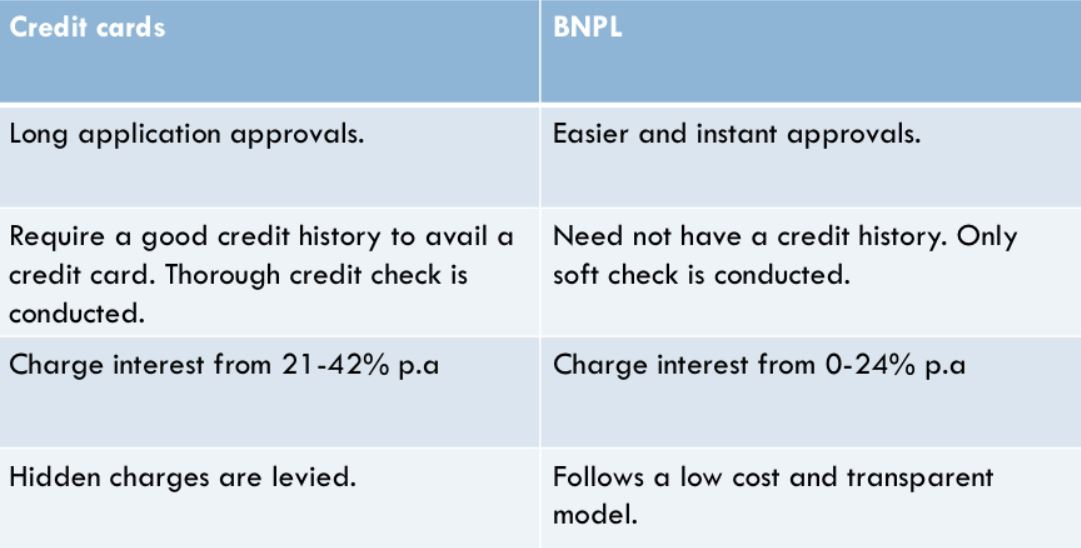 Credit cards
BNPL
Long application approvals.
Easier and instant approvals.
Require a good credit history to avail a
credit card. Thorough credit check is
conducted.
Need not have a credit history. Only
soft check is conducted.
Charge interest from 21-42% p.a
Charge interest from 0-24% p.a
Hidden charges are levied.
Follows a low cost and transparent
model.